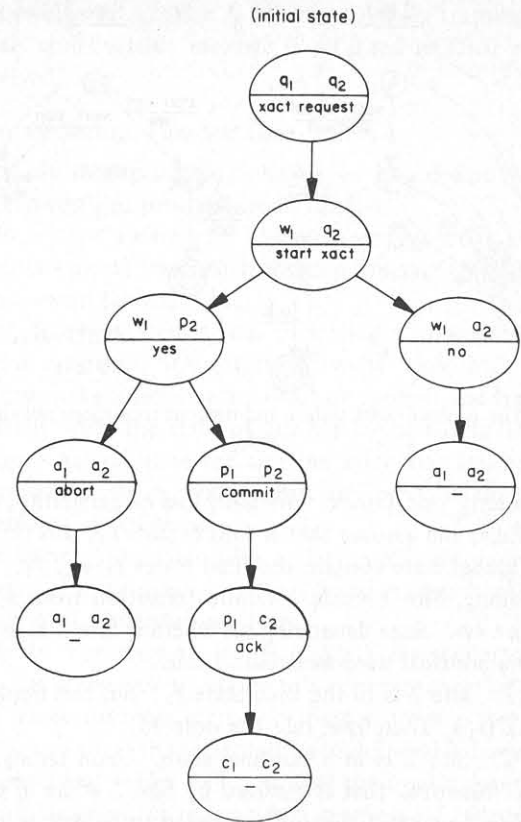 (initial state)
q₁ q₂
xact request
w₁ q₂
start xact
w₁ p₂
yes
w₁ a₂
no
a₁ a₂
abort
p₁ p₂
commit
a₁ a₂
–
a₁ a₂
–
p₁ c₂
ack
c₁ c₂